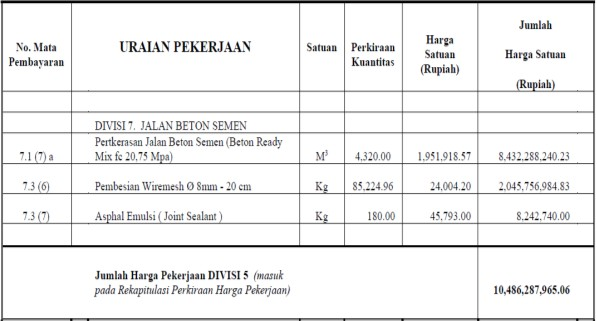 No. Mata Pembayaran | URAIAN PEKERJAAN | Satuan | Perkiraan Kuantitas | Harga Satuan (Rupiah) | Jumlah Harga Satuan (Rupiah)
DIVISI 7. JALAN BETON SEMEN
7.1 (7) a | Pertkerasan Jalan Beton Semen (Beton Ready Mix fc 20,75 Mpa) | M3 | 4,320.00 | 1,951,918.57 | 8,432,288,240.23
7.3 (6) | Pembesian Wiremesh Ø 8mm - 20 cm | Kg | 85,224.96 | 24,004.20 | 2,045,756,984.83
7.3 (7) | Asphal Emulsi ( Joint Sealant ) | Kg | 180.00 | 45,793.00 | 8,242,740.00
Jumlah Harga Pekerjaan DIVISI 5 (masuk pada Rekapitulasi Perkiraan Harga Pekerjaan) | 10,486,287,965.06